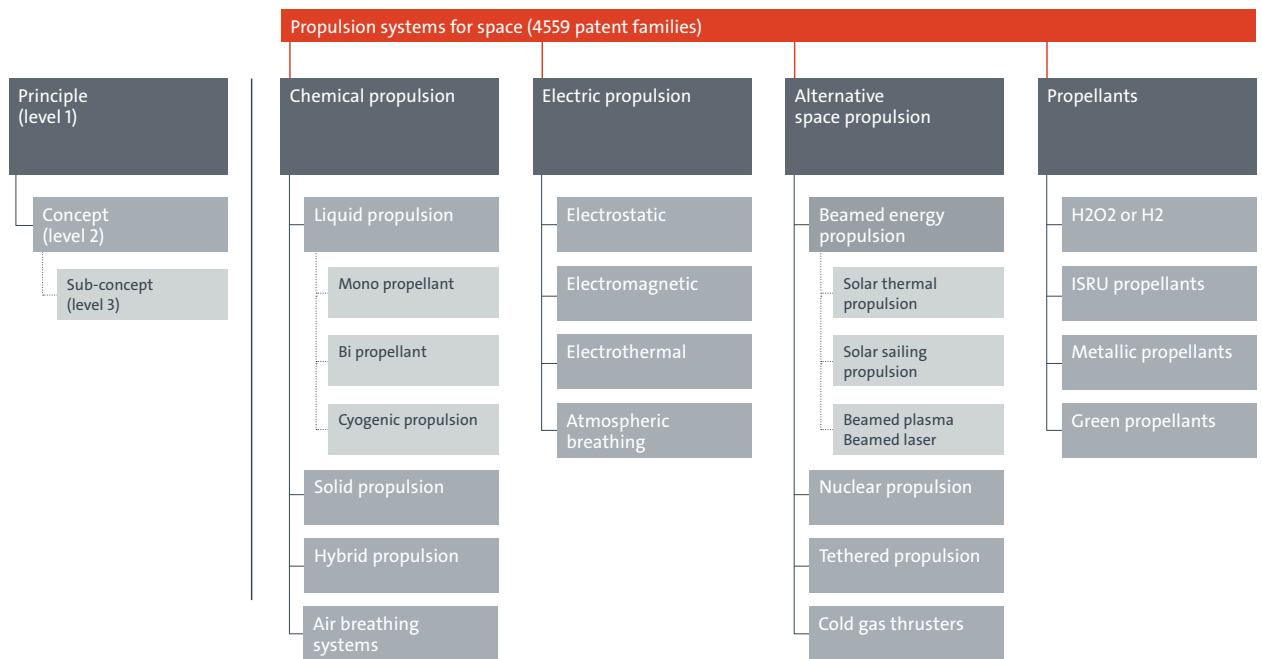 Propulsion systems for space (4559 patent families)
Principle
(level 1)
Concept
(level 2)
Sub-concept
(level 3)
Chemical propulsion
Liquid propulsion
Mono propellant
Bi propellant
Cyogenic propulsion
Solid propulsion
Hybrid propulsion
Air breathing
systems
Electric propulsion
Electrostatic
Electromagnetic
Electrothermal
Atmospheric
breathing
Alternative
space propulsion
Beamed energy
propulsion
Solar thermal
propulsion
Solar sailing
propulsion
Beamed plasma
Beamed laser
Nuclear propulsion
Tethered propulsion
Cold gas thrusters
Propellants
H2O2 or H2
ISRU propellants
Metallic propellants
Green propellants